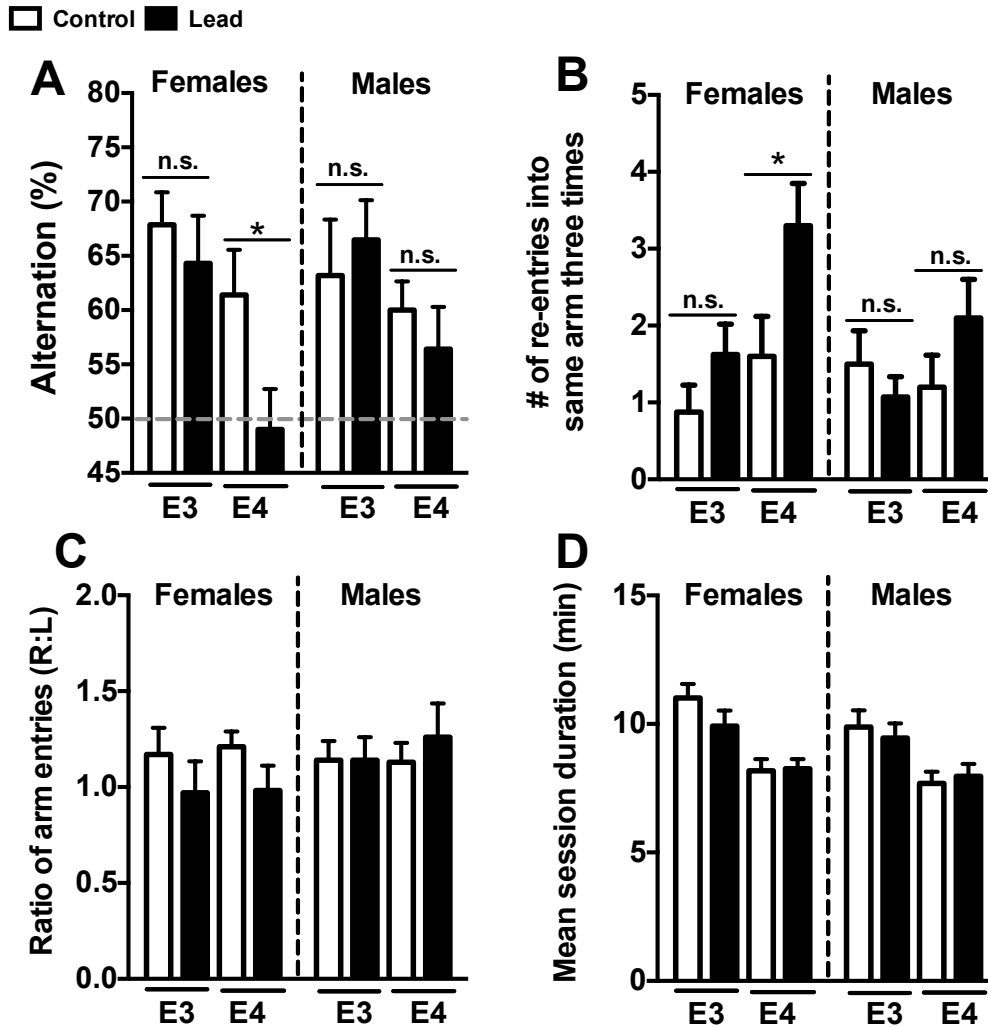 Control Lead
A
Females Males
Alternation (%)
80
75
70
65
60
55
50
45
n.s.
*
n.s.
n.s.
E3 E4 E3 E4
B
Females Males
# of re-entries into
same arm three times
5
4
3
2
1
0
n.s.
*
n.s.
n.s.
E3 E4 E3 E4
C
Females Males
Ratio of arm entries (R:L)
2.0
1.5
1.0
0.5
0.0
E3 E4 E3 E4
D
Females Males
Mean session duration (min)
15
10
5
0
E3 E4 E3 E4